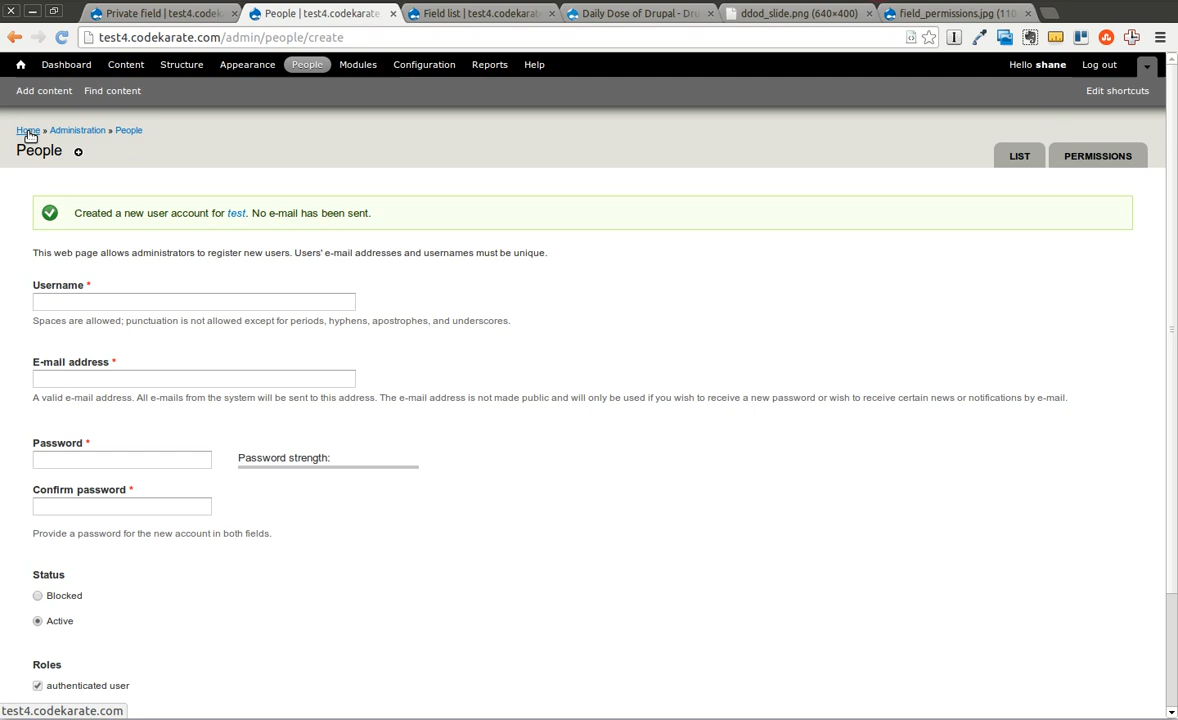 Private field | test4.codek
People | test4.codekarate
Field list | test4.codekarat
Daily Dose of Drupal - Dr
ddod_slide.png (640×400)
field_permissions.jpg (110
test4.codekarate.com/admin/people/create
Dashboard Content Structure Appearance People Modules Configuration Reports Help
Hello shane Log out
Add content Find content
Edit shortcuts
Home » Administration » People
People
LIST PERMISSIONS
Created a new user account for test. No e-mail has been sent.
This web page allows administrators to register new users. Users' e-mail addresses and usernames must be unique.
Username *
Spaces are allowed; punctuation is not allowed except for periods, hyphens, apostrophes, and underscores.
E-mail address *
A valid e-mail address. All e-mails from the system will be sent to this address. The e-mail address is not made public and will only be used if you wish to receive a new password or wish to receive certain news or notifications by e-mail.
Password *
Password strength:
Confirm password *
Provide a password for the new account in both fields.
Status
Blocked
Active
Roles
authenticated user
test4.codekarate.com